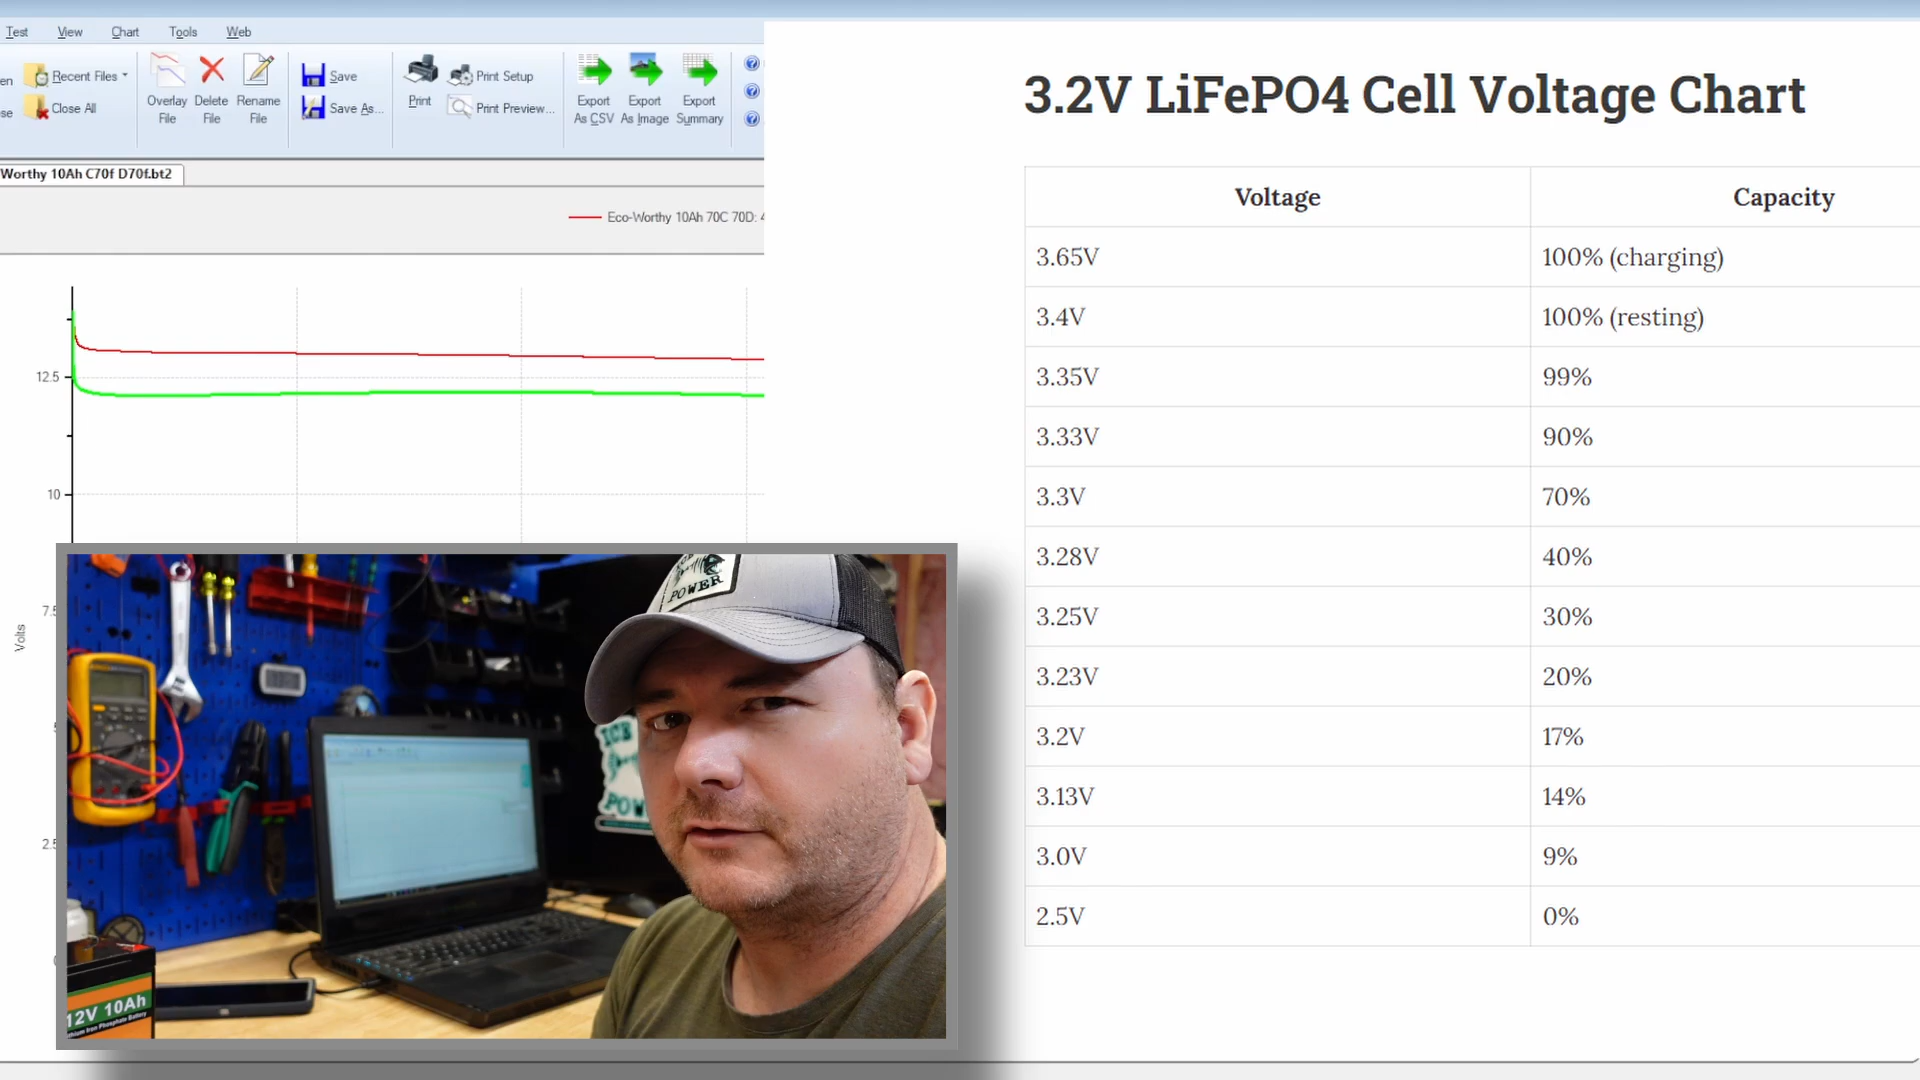 Test View Chart Tools Web
Recent Files
Close All
Overlay File
Delete File
Rename File
Save
Save As...
Print
Print Setup
Print Preview...
Export As CSV
Export As Image
Export Summary
Worthy 10Ah C70f D70f.bt2
Eco-Worthy 10Ah 70C 70D:
12.5
10
Volts
POWER
ICE
12V 10Ah
3.2V LiFePO4 Cell Voltage Chart
Voltage Capacity
3.65V 100% (charging)
3.4V 100% (resting)
3.35V 99%
3.33V 90%
3.3V 70%
3.28V 40%
3.25V 30%
3.23V 20%
3.2V 17%
3.13V 14%
3.0V 9%
2.5V 0%